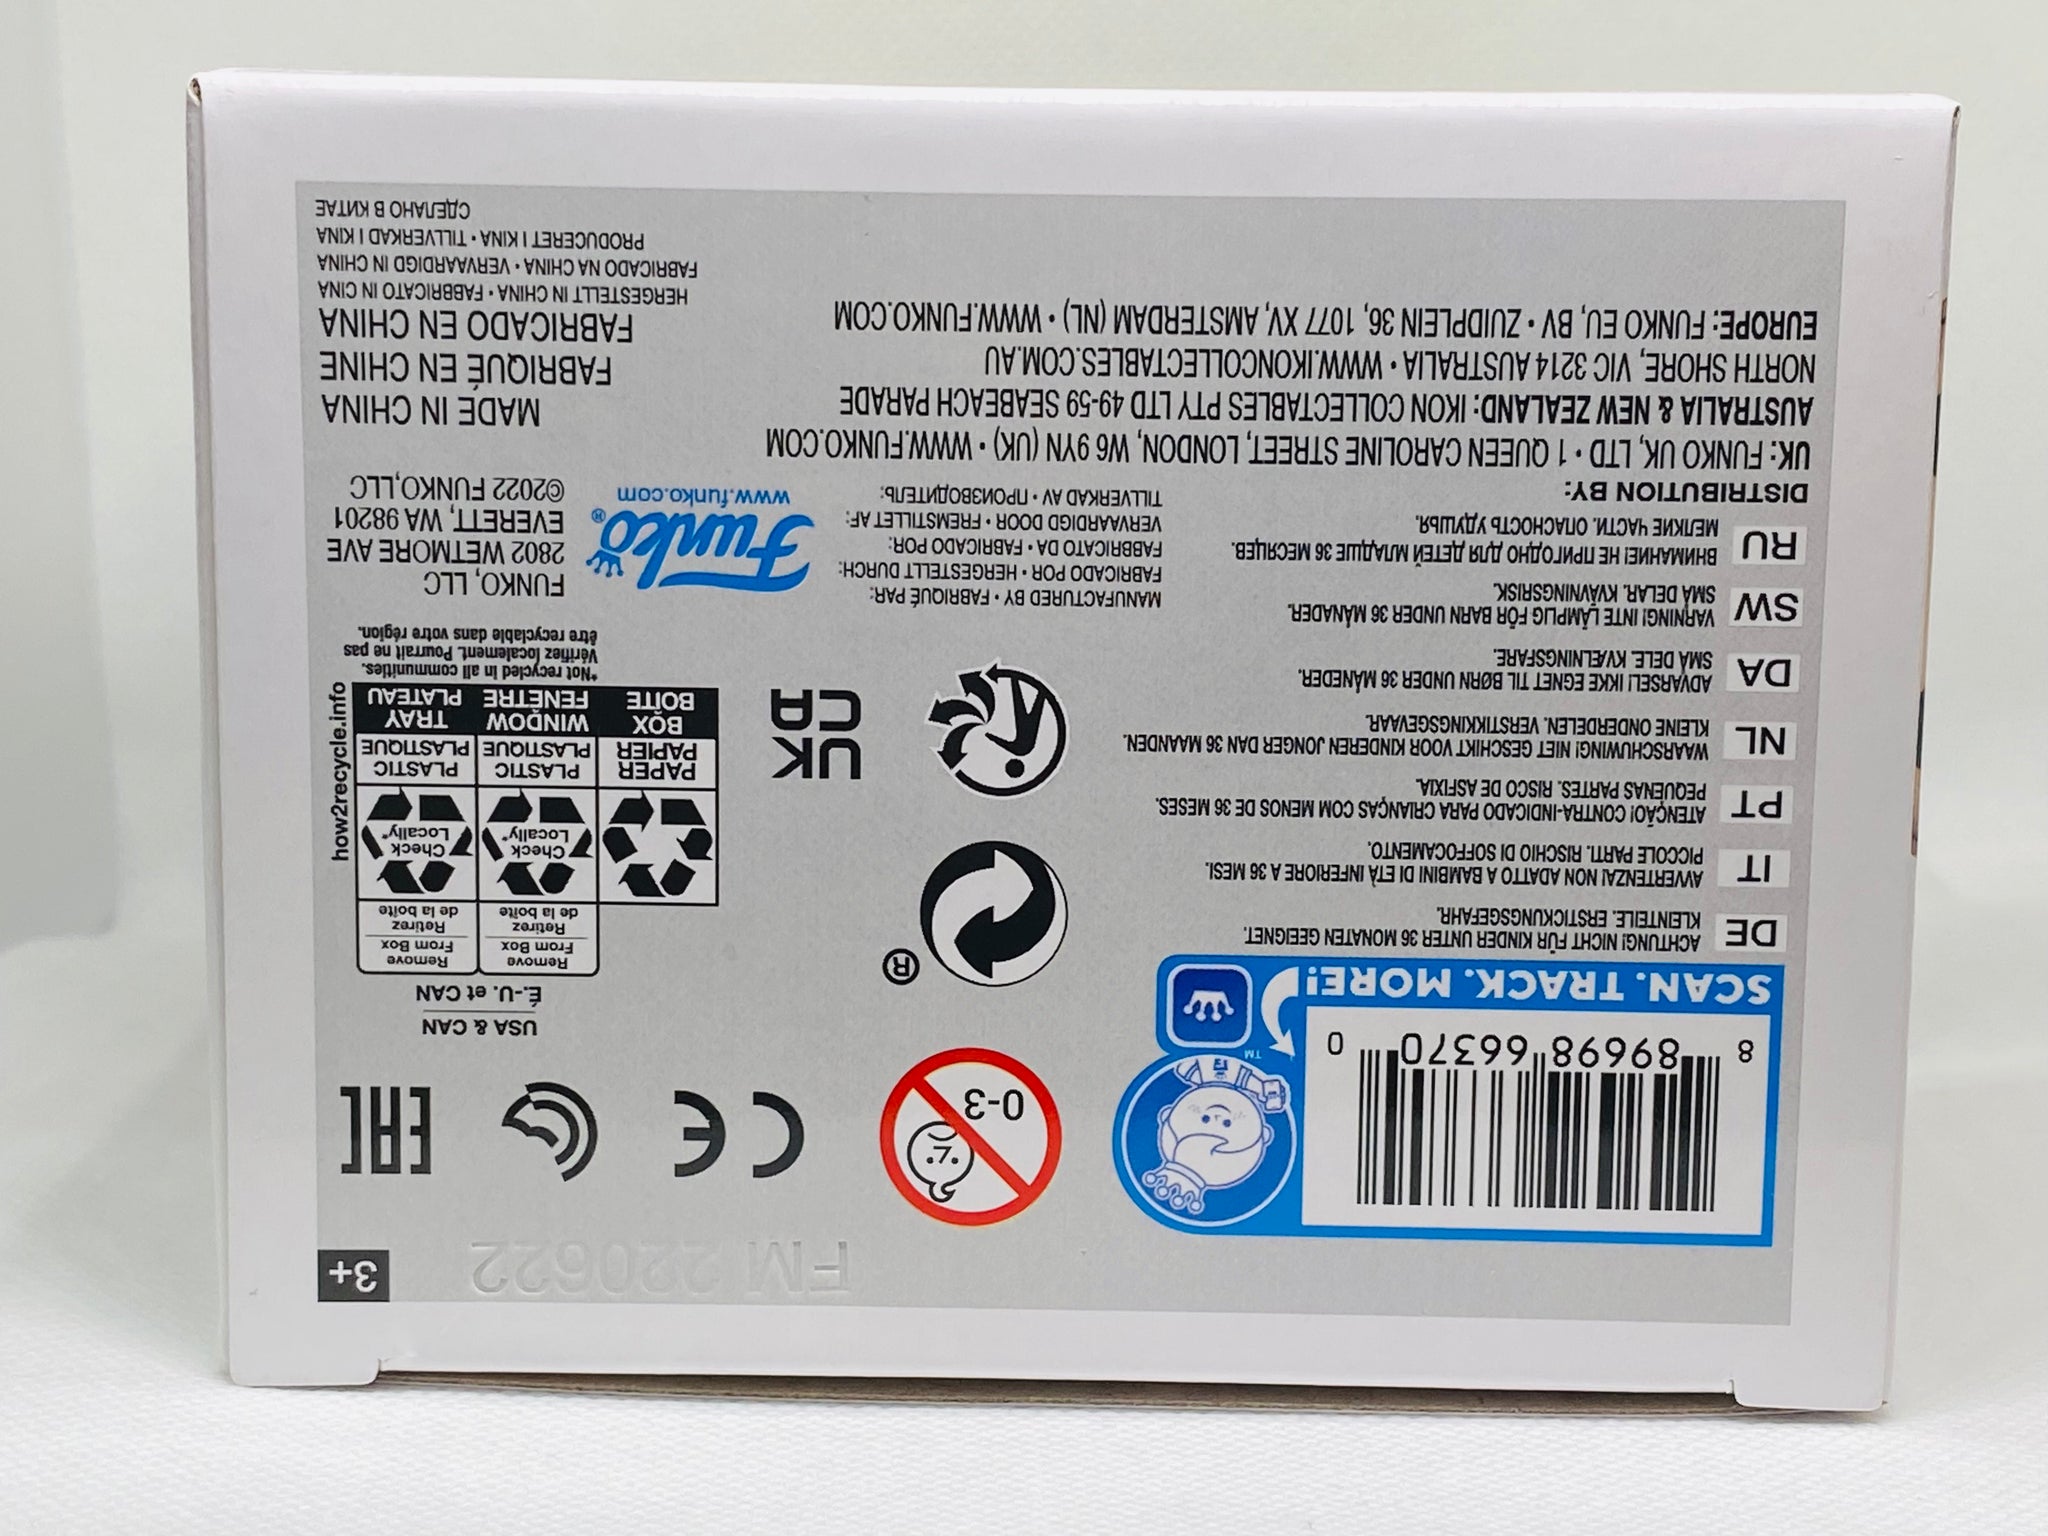 3+
FM 220622
8 89698 66370 0
SCAN. TRACK. MORE!
TM
0-3
CE
EAC
USA & CAN
É.-U. et CAN
Remove
From Box
Retirez
de la boîte
Remove
From Box
Retirez
de la boîte
Check
Locally*
Check
Locally*
PAPER
PAPIER
PLASTIC
PLASTIQUE
PLASTIC
PLASTIQUE
BOX
BOÎTE
WINDOW
FENÊTRE
TRAY
PLATEAU
how2recycle.info
*Not recycled in all communities.
Vérifiez localement. Pourrait ne pas
être recyclable dans votre région.
®
UK
CA
DE
ACHTUNG! NICHT FÜR KINDER UNTER 36 MONATEN GEEIGNET.
KLEINTEILE. ERSTICKUNGSGEFAHR.
IT
AVVERTENZA! NON ADATTO A BAMBINI DI ETÀ INFERIORE A 36 MESI.
PICCOLE PARTI. RISCHIO DI SOFFOCAMENTO.
PT
ATENÇÃO! CONTRA-INDICADO PARA CRIANÇAS COM MENOS DE 36 MESES.
PEQUENAS PARTES. RISCO DE ASFIXIA.
NL
WAARSCHUWING! NIET GESCHIKT VOOR KINDEREN JONGER DAN 36 MAANDEN.
KLEINE ONDERDELEN. VERSTIKKINGSGEVAAR.
DA
ADVARSEL! IKKE EGNET TIL BØRN UNDER 36 MÅNEDER.
SMÅ DELE. KVÆLNINGSFARE.
SW
VARNING! INTE LÄMPLIG FÖR BARN UNDER 36 MÅNADER.
SMÅ DELAR. KVÄVNINGSRISK.
RU
ВНИМАНИЕ! НЕ ПРИГОДНО ДЛЯ ДЕТЕЙ МЛАДШЕ 36 МЕСЯЦЕВ.
МЕЛКИЕ ЧАСТИ. ОПАСНОСТЬ УДУШЬЯ.
MANUFACTURED BY • FABRIQUÉ PAR:
FABRICADO POR • HERGESTELLT DURCH:
FABBRICATO DA • FABRICADO POR:
VERVAARDIGD DOOR • FREMSTILLET AF:
TILLVERKAD AV • ПРОИЗВОДИТЕЛЬ:
Funko®
www.funko.com
FUNKO, LLC
2802 WETMORE AVE
EVERETT, WA 98201
©2022 FUNKO,LLC
DISTRIBUTION BY:
UK: FUNKO UK, LTD • 1 QUEEN CAROLINE STREET, LONDON, W6 9YN (UK) • WWW.FUNKO.COM
AUSTRALIA & NEW ZEALAND: IKON COLLECTABLES PTY LTD 49-59 SEABEACH PARADE
NORTH SHORE, VIC 3214 AUSTRALIA • WWW.IKONCOLLECTABLES.COM.AU
EUROPE: FUNKO EU, BV • ZUIDPLEIN 36, 1077 XV, AMSTERDAM (NL) • WWW.FUNKO.COM
MADE IN CHINA
FABRIQUÉ EN CHINE
FABRICADO EN CHINA
HERGESTELLT IN CHINA • FABBRICATO IN CINA
FABRICADO NA CHINA • VERVAARDIGD IN CHINA
PRODUCERET I KINA • TILLVERKAD I KINA
СДЕЛАНО В КИТАЕ